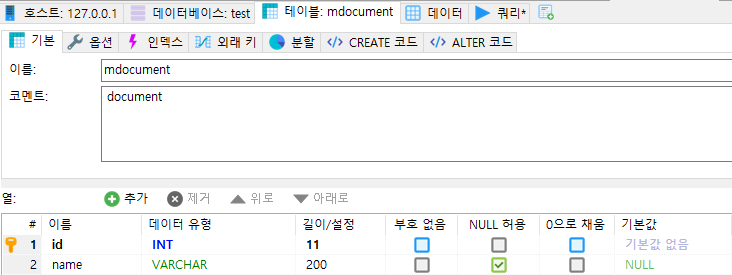 호스트: 127.0.0.1 데이터베이스: test 테이블: mdocument 데이터 쿼리*
기본 옵션 인덱스 외래 키 분할 CREATE 코드 ALTER 코드
이름: mdocument
코멘트: document
열: 추가 제거 위로 아래로
# 이름 데이터 유형 길이/설정 부호 없음 NULL 허용 0으로 채움 기본값
1 id INT 11 기본값 없음
2 name VARCHAR 200 NULL